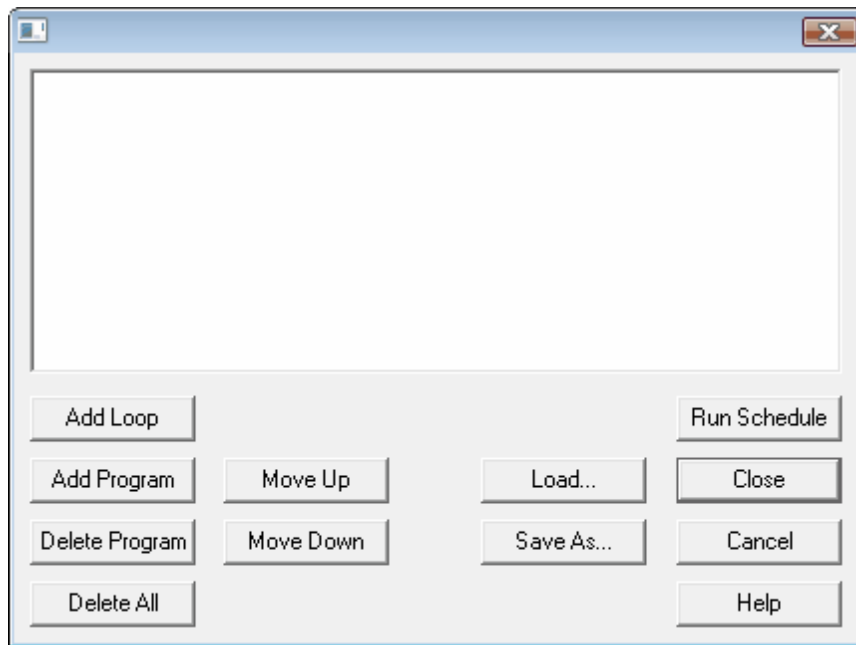 Add Loop
Run Schedule
Add Program
Move Up
Load...
Close
Delete Program
Move Down
Save As...
Cancel
Delete All
Help